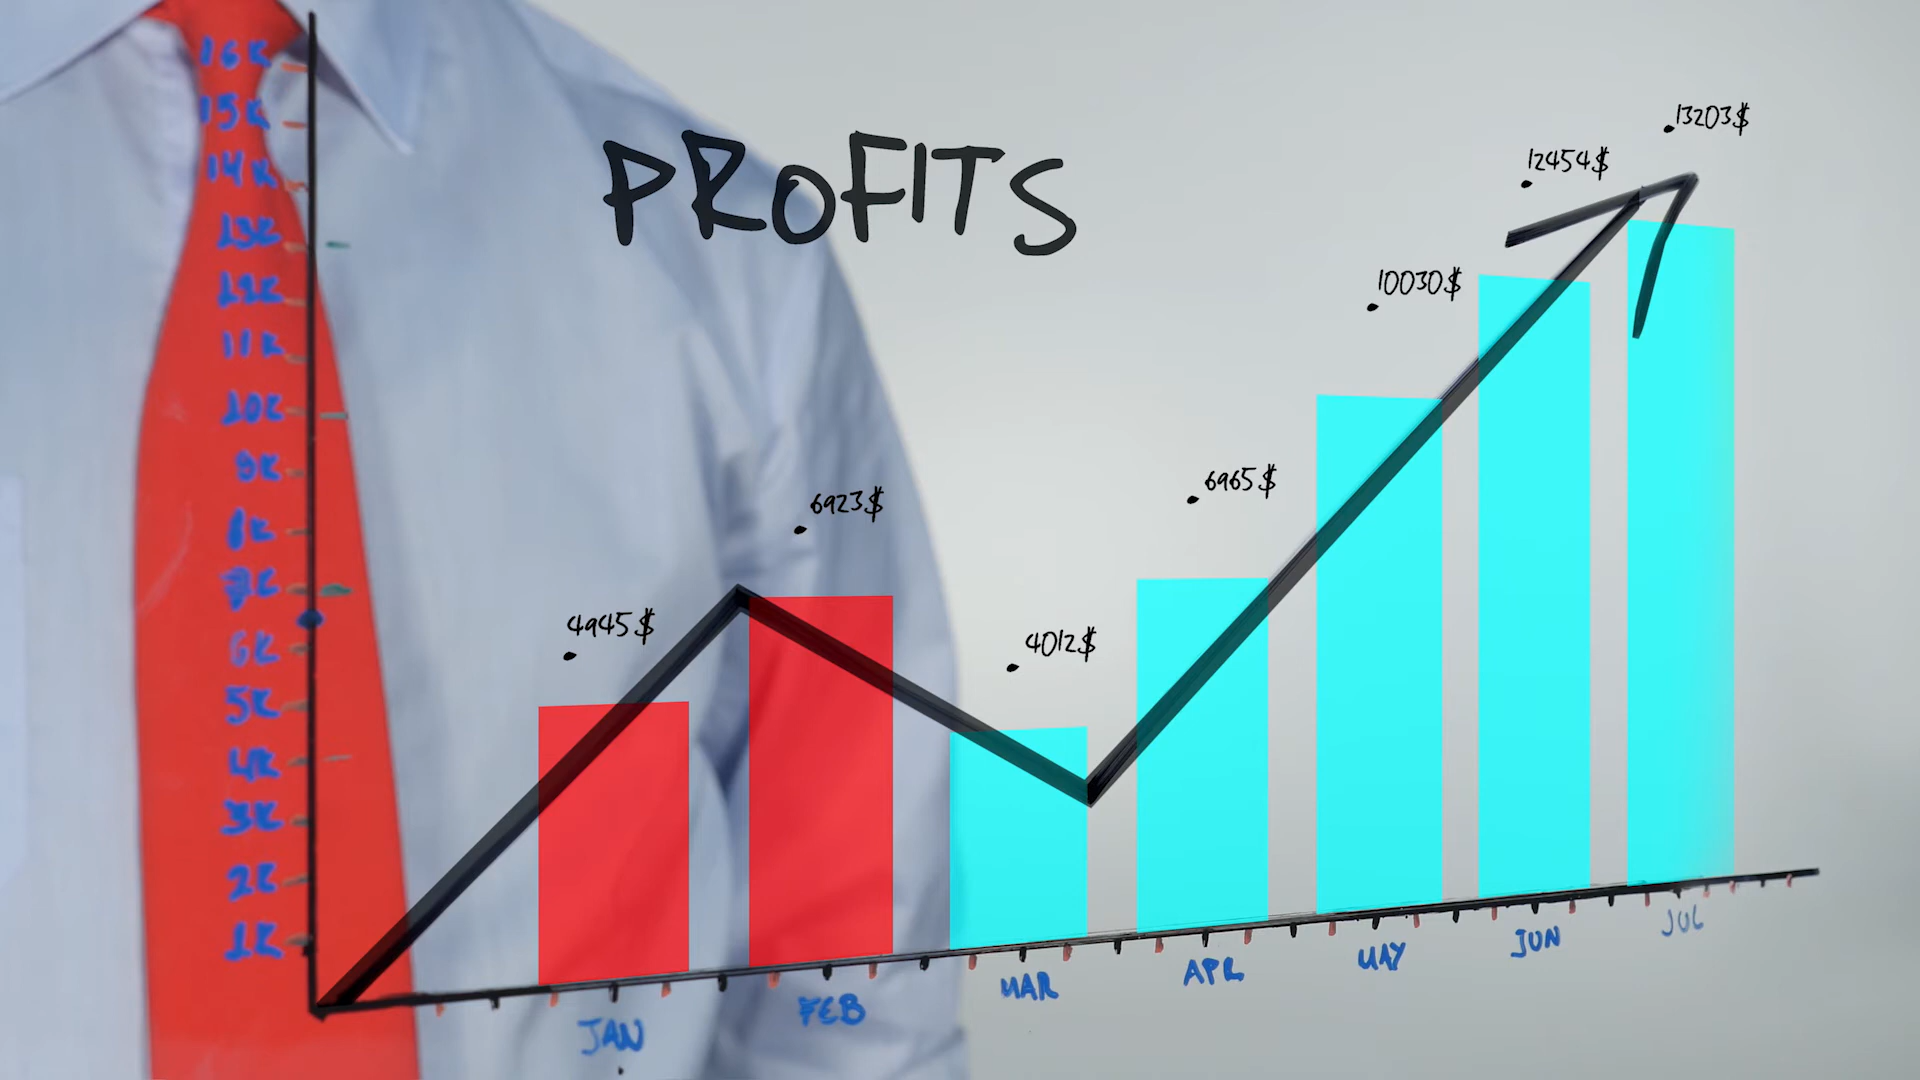 PROFITS
16K
15K
14K
13K
12K
11K
10K
9K
8K
7K
6K
5K
4K
3K
2K
1K
4945$
6923$
4012$
6965$
10030$
12454$
13203$
JAN
FEB
MAR
APR
MAY
JUN
JUL